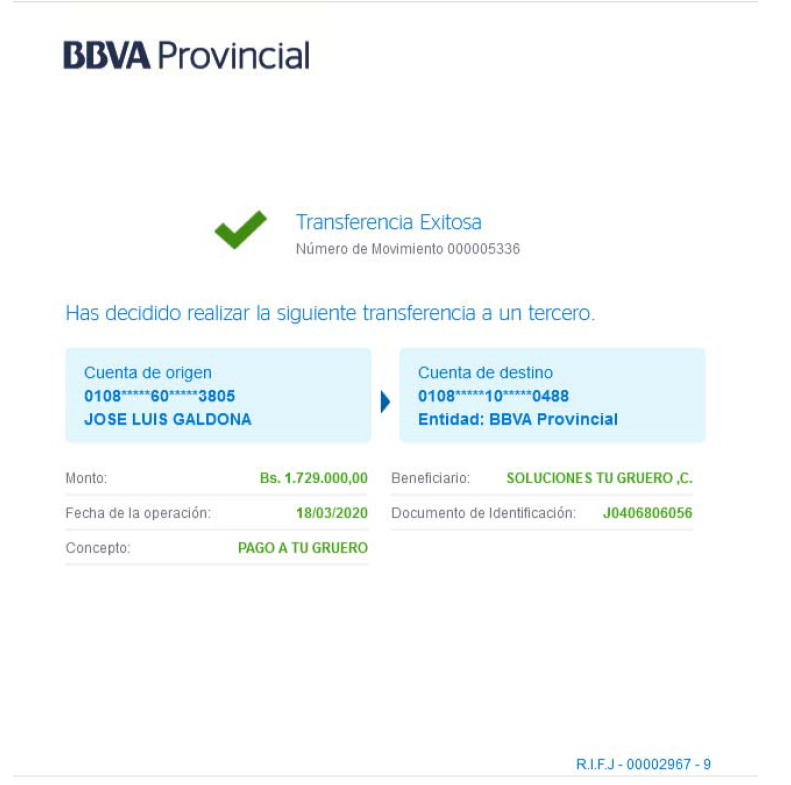 BBVA Provincial
Transferencia Exitosa
Número de Movimiento 000005336
Has decidido realizar la siguiente transferencia a un tercero.
Cuenta de origen
0108*****60*****3805
JOSE LUIS GALDONA
Cuenta de destino
0108*****10*****0488
Entidad: BBVA Provincial
Monto: Bs. 1.729.000,00
Fecha de la operación: 18/03/2020
Concepto: PAGO A TU GRUERO
Beneficiario: SOLUCIONES TU GRUERO ,C.
Documento de Identificación: J0406806056
R.I.F.J - 00002967 - 9